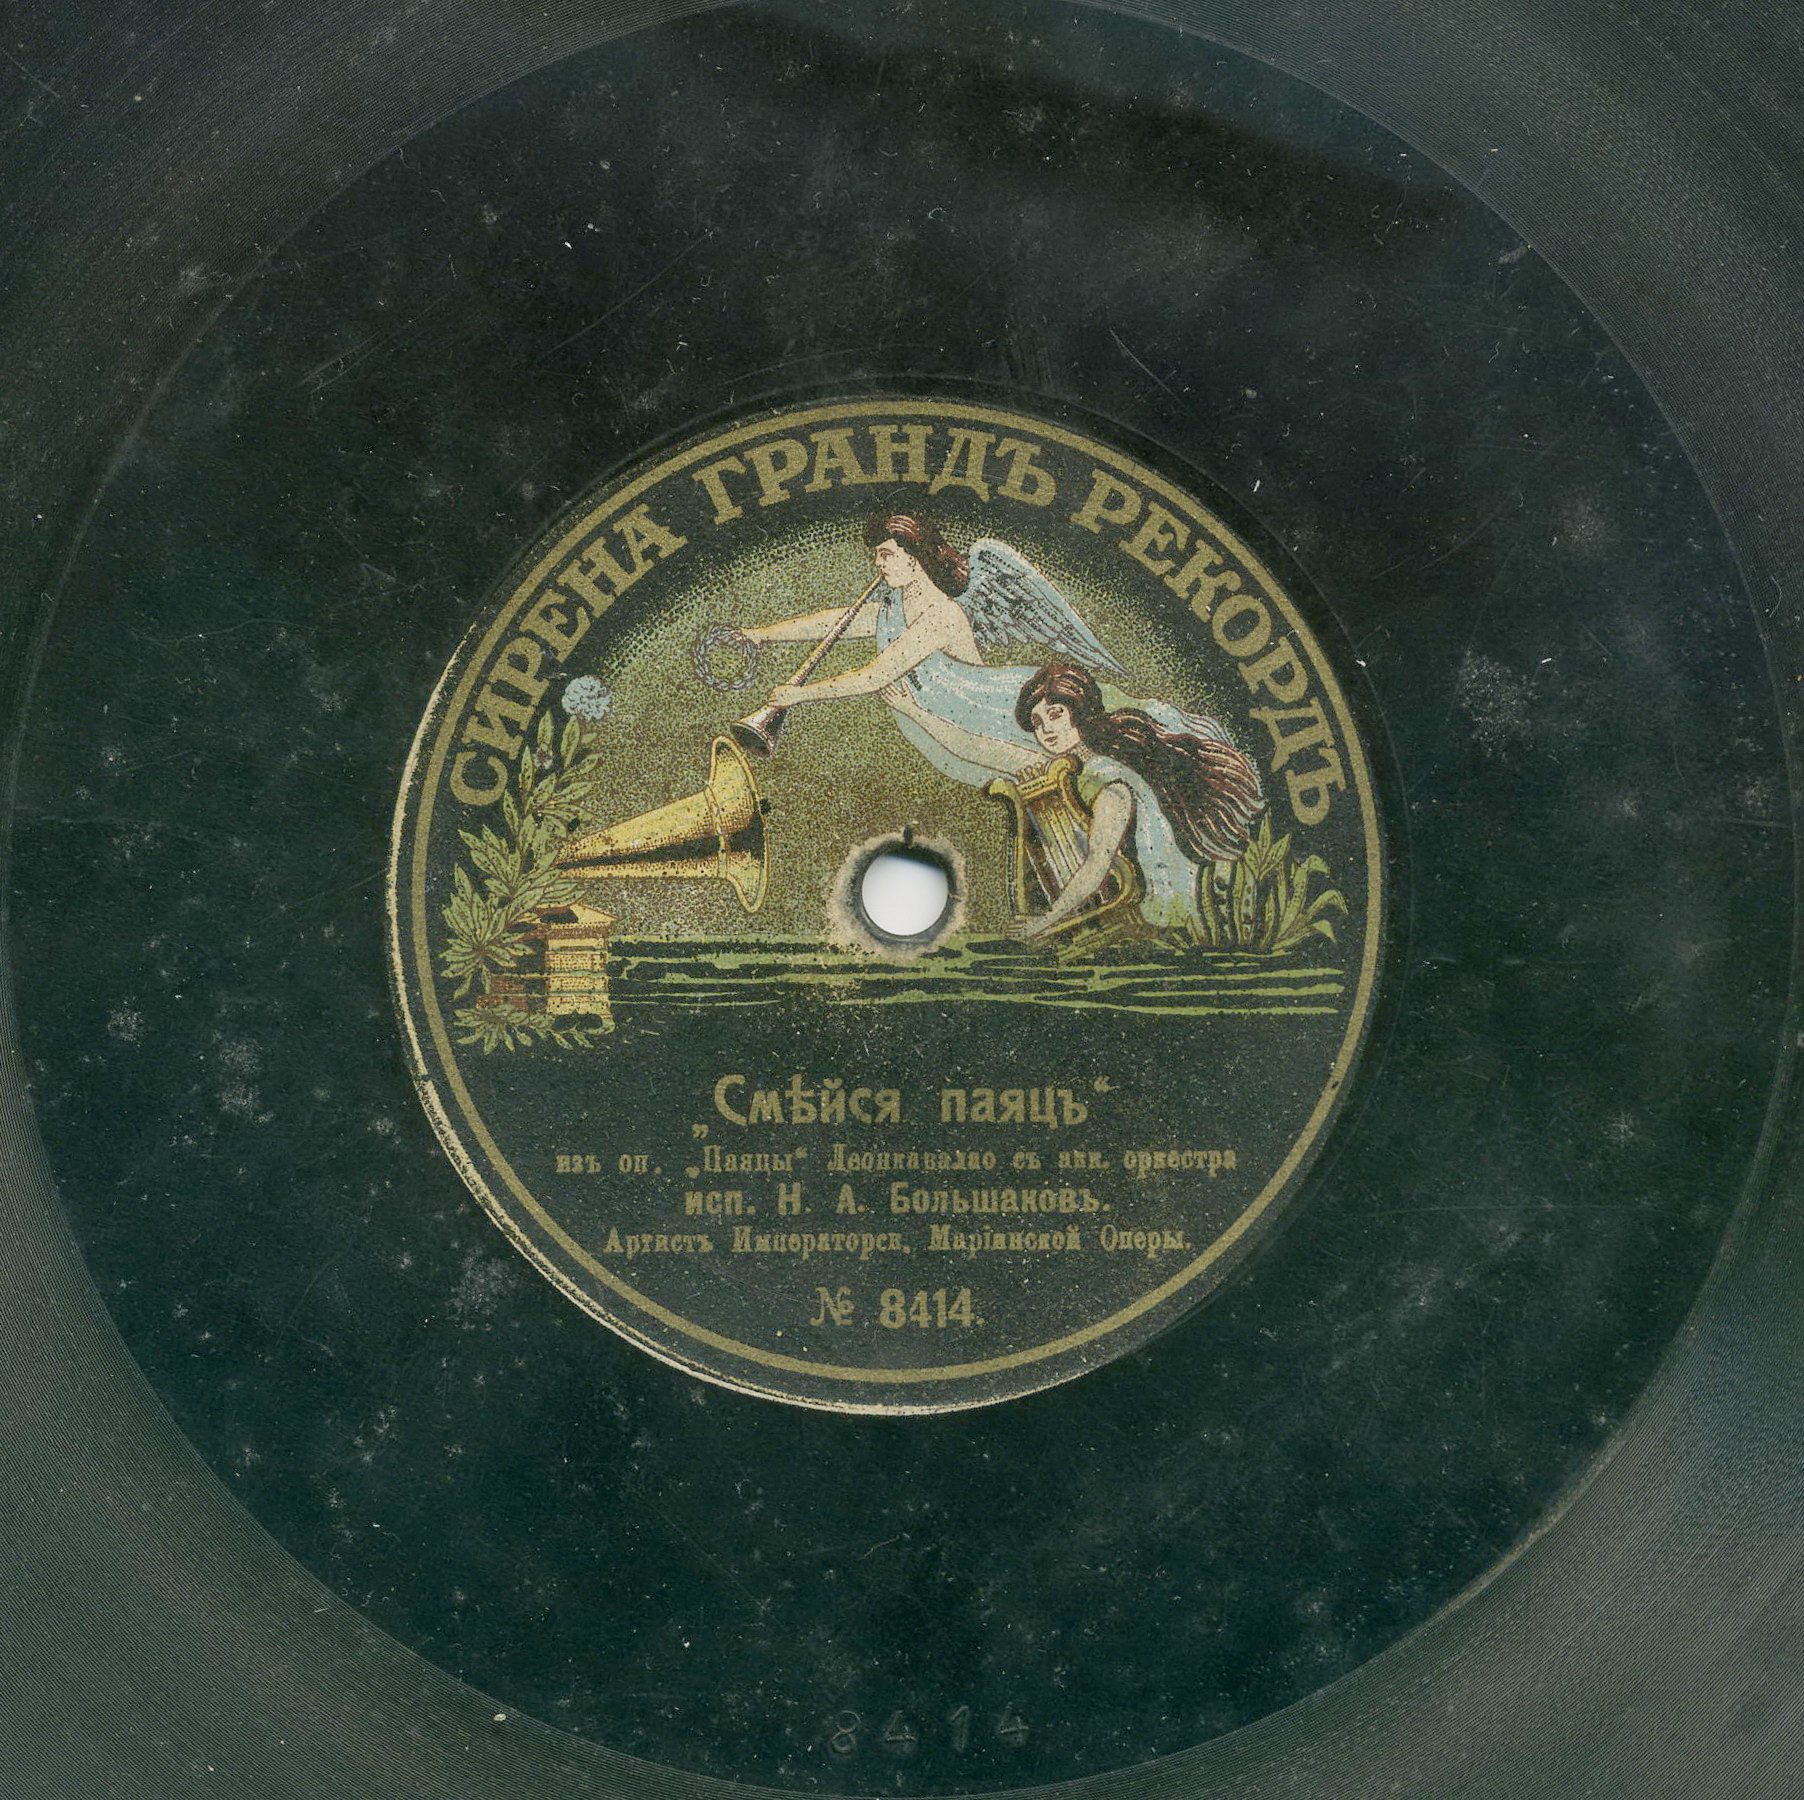 СИРЕНА ГРАНДЪ РЕКОРДЪ
„Смѣйся паяцъ“
изъ оп. „Паяцы“ Леонкавалло съ акк. оркестра
исп. Н. А. Большаковъ.
Артистъ Императорск. Маріинской Оперы.
№ 8414.
8414